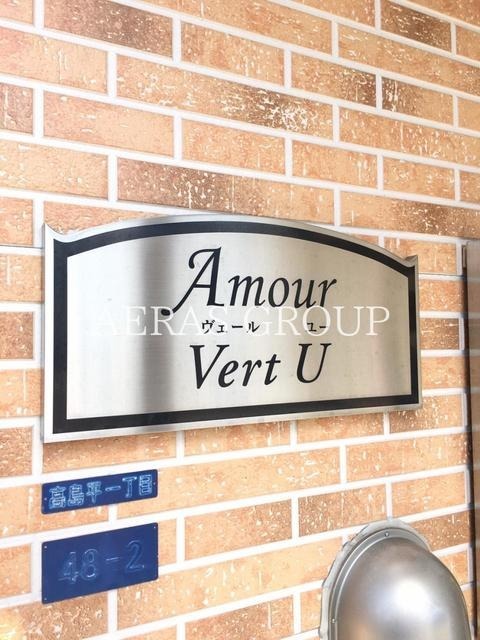 Amour
AERAS GROUP
ヴェール ユー
Vert U
高島平一丁目
48-2